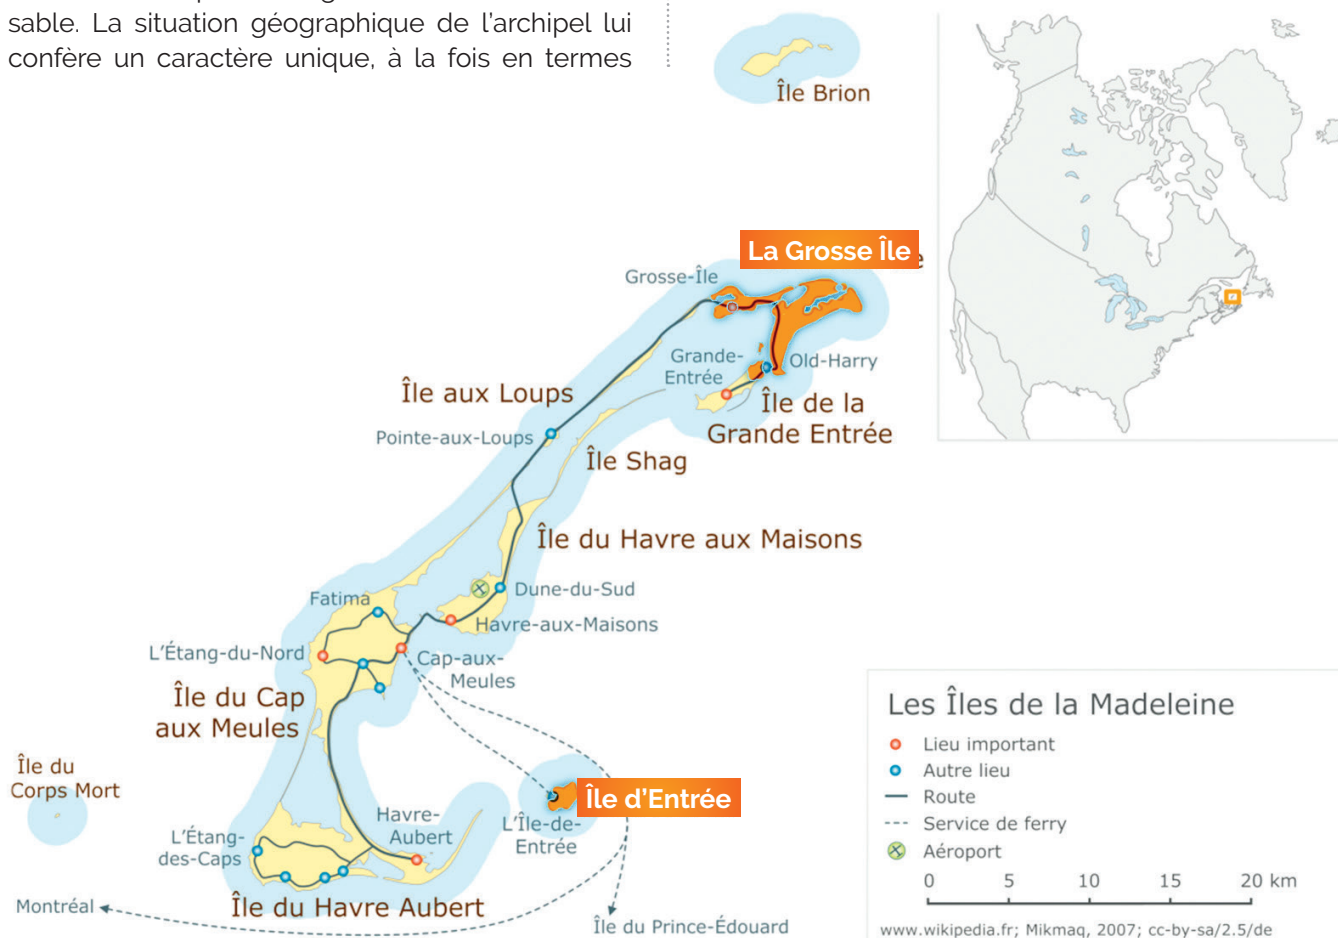 sable. La situation géographique de l'archipel lui
confère un caractère unique, à la fois en termes
Île Brion
La Grosse Île
Grosse-Île
Grande-
Entrée
Old-Harry
Île aux Loups
Île de la
Grande Entrée
Pointe-aux-Loups
Île Shag
Île du Havre aux Maisons
Dune-du-Sud
Fatima
Havre-aux-Maisons
L'Étang-du-Nord
Cap-aux-
Meules
Île du Cap
aux Meules
Île du
Corps Mort
Île d'Entrée
L'Île-de-
Entrée
Havre-
Aubert
L'Étang-
des-Caps
Île du Havre Aubert
Montréal
Île du Prince-Édouard
Les Îles de la Madeleine
Lieu important
Autre lieu
Route
Service de ferry
Aéroport
0 5 10 15 20 km
www.wikipedia.fr; Mikmaq, 2007; cc-by-sa/2.5/de